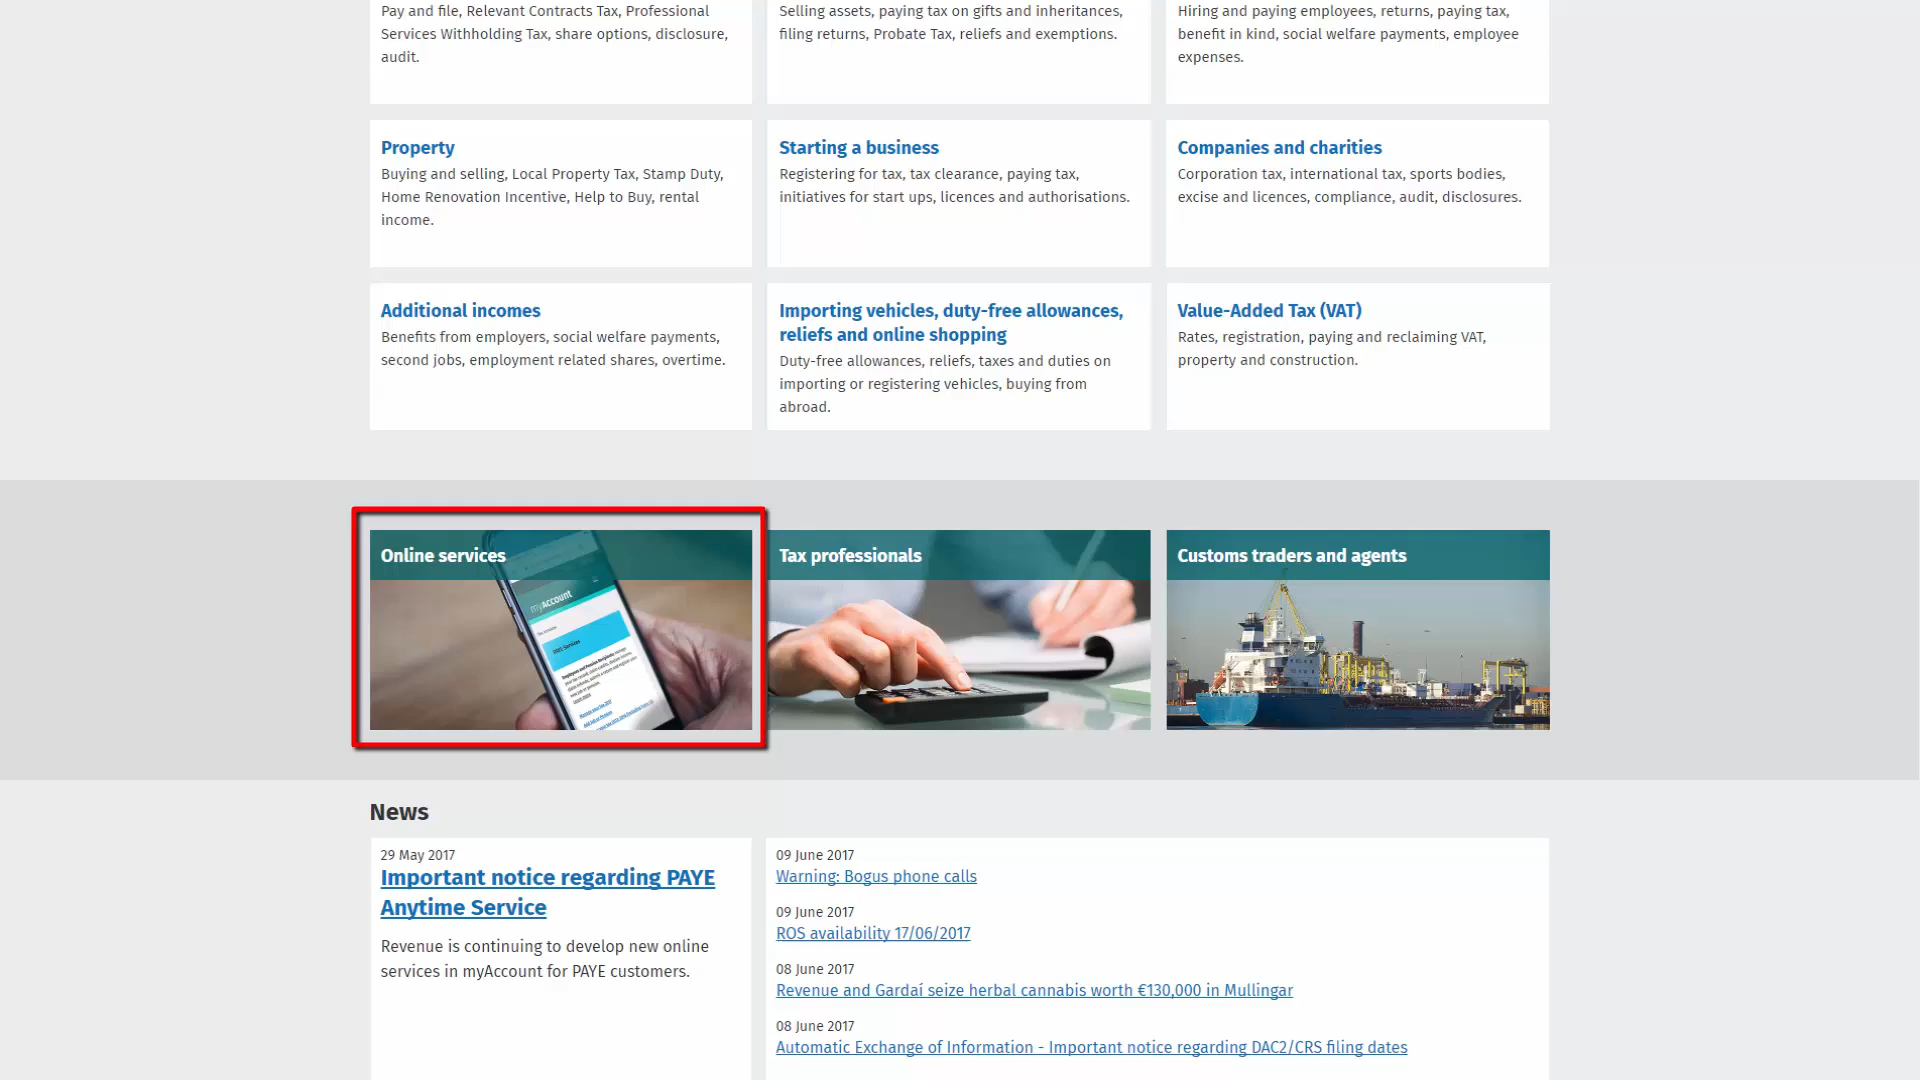 Pay and file, Relevant Contracts Tax, Professional
Services Withholding Tax, share options, disclosure,
audit.
Selling assets, paying tax on gifts and inheritances,
filing returns, Probate Tax, reliefs and exemptions.
Hiring and paying employees, returns, paying tax,
benefit in kind, social welfare payments, employee
expenses.
Property
Buying and selling, Local Property Tax, Stamp Duty,
Home Renovation Incentive, Help to Buy, rental
income.
Starting a business
Registering for tax, tax clearance, paying tax,
initiatives for start ups, licences and authorisations.
Companies and charities
Corporation tax, international tax, sports bodies,
excise and licences, compliance, audit, disclosures.
Additional incomes
Benefits from employers, social welfare payments,
second jobs, employment related shares, overtime.
Importing vehicles, duty-free allowances,
reliefs and online shopping
Duty-free allowances, reliefs, taxes and duties on
importing or registering vehicles, buying from
abroad.
Value-Added Tax (VAT)
Rates, registration, paying and reclaiming VAT,
property and construction.
Online services
myAccount
Tax professionals
Customs traders and agents
News
29 May 2017
Important notice regarding PAYE
Anytime Service
Revenue is continuing to develop new online
services in myAccount for PAYE customers.
09 June 2017
Warning: Bogus phone calls
09 June 2017
ROS availability 17/06/2017
08 June 2017
Revenue and Gardaí seize herbal cannabis worth €130,000 in Mullingar
08 June 2017
Automatic Exchange of Information - Important notice regarding DAC2/CRS filing dates